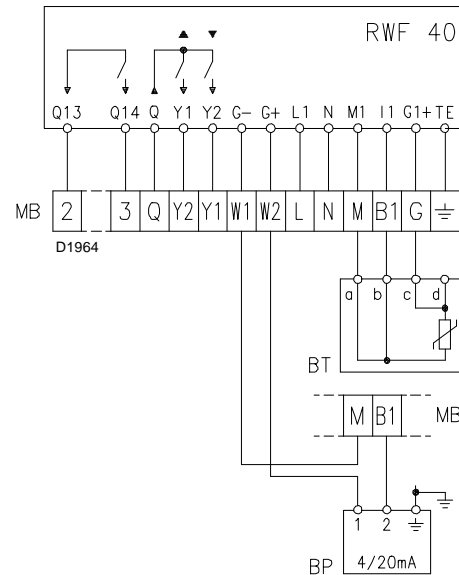 RWF 40
Q13 Q14 Q Y1 Y2 G- G+ L1 N M1 I1 G1+ TE
MB 2 3 Q Y2 Y1 W1 W2 L N M B1 G
D1964
a b c d
BT
M B1 MB
1 2
BP 4/20mA